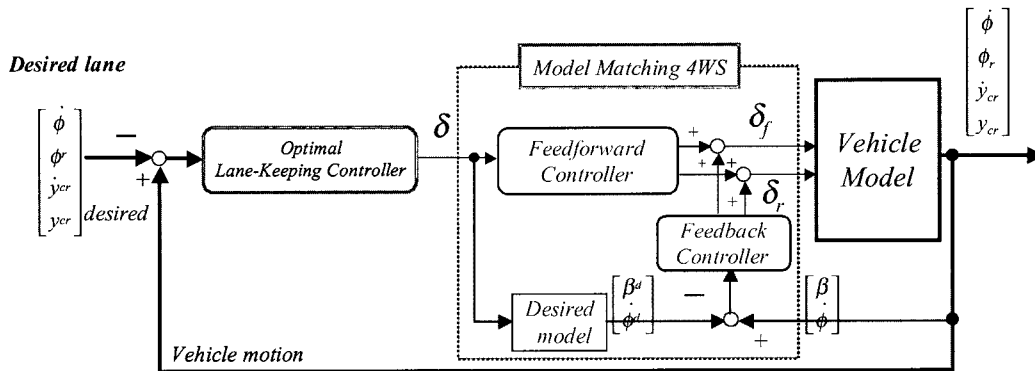 Desired lane
Model Matching 4WS
ϕ̇
ϕr
ẏcr
ycr
ϕ̇
ϕr
ẏcr
ycr
desired
−
+
Optimal
Lane-Keeping Controller
δ
Feedforward
Controller
+
+
+
+
+
δf
δr
Vehicle
Model
Feedback
Controller
Desired
model
βd
ϕ̇d
−
+
β
ϕ̇
Vehicle motion